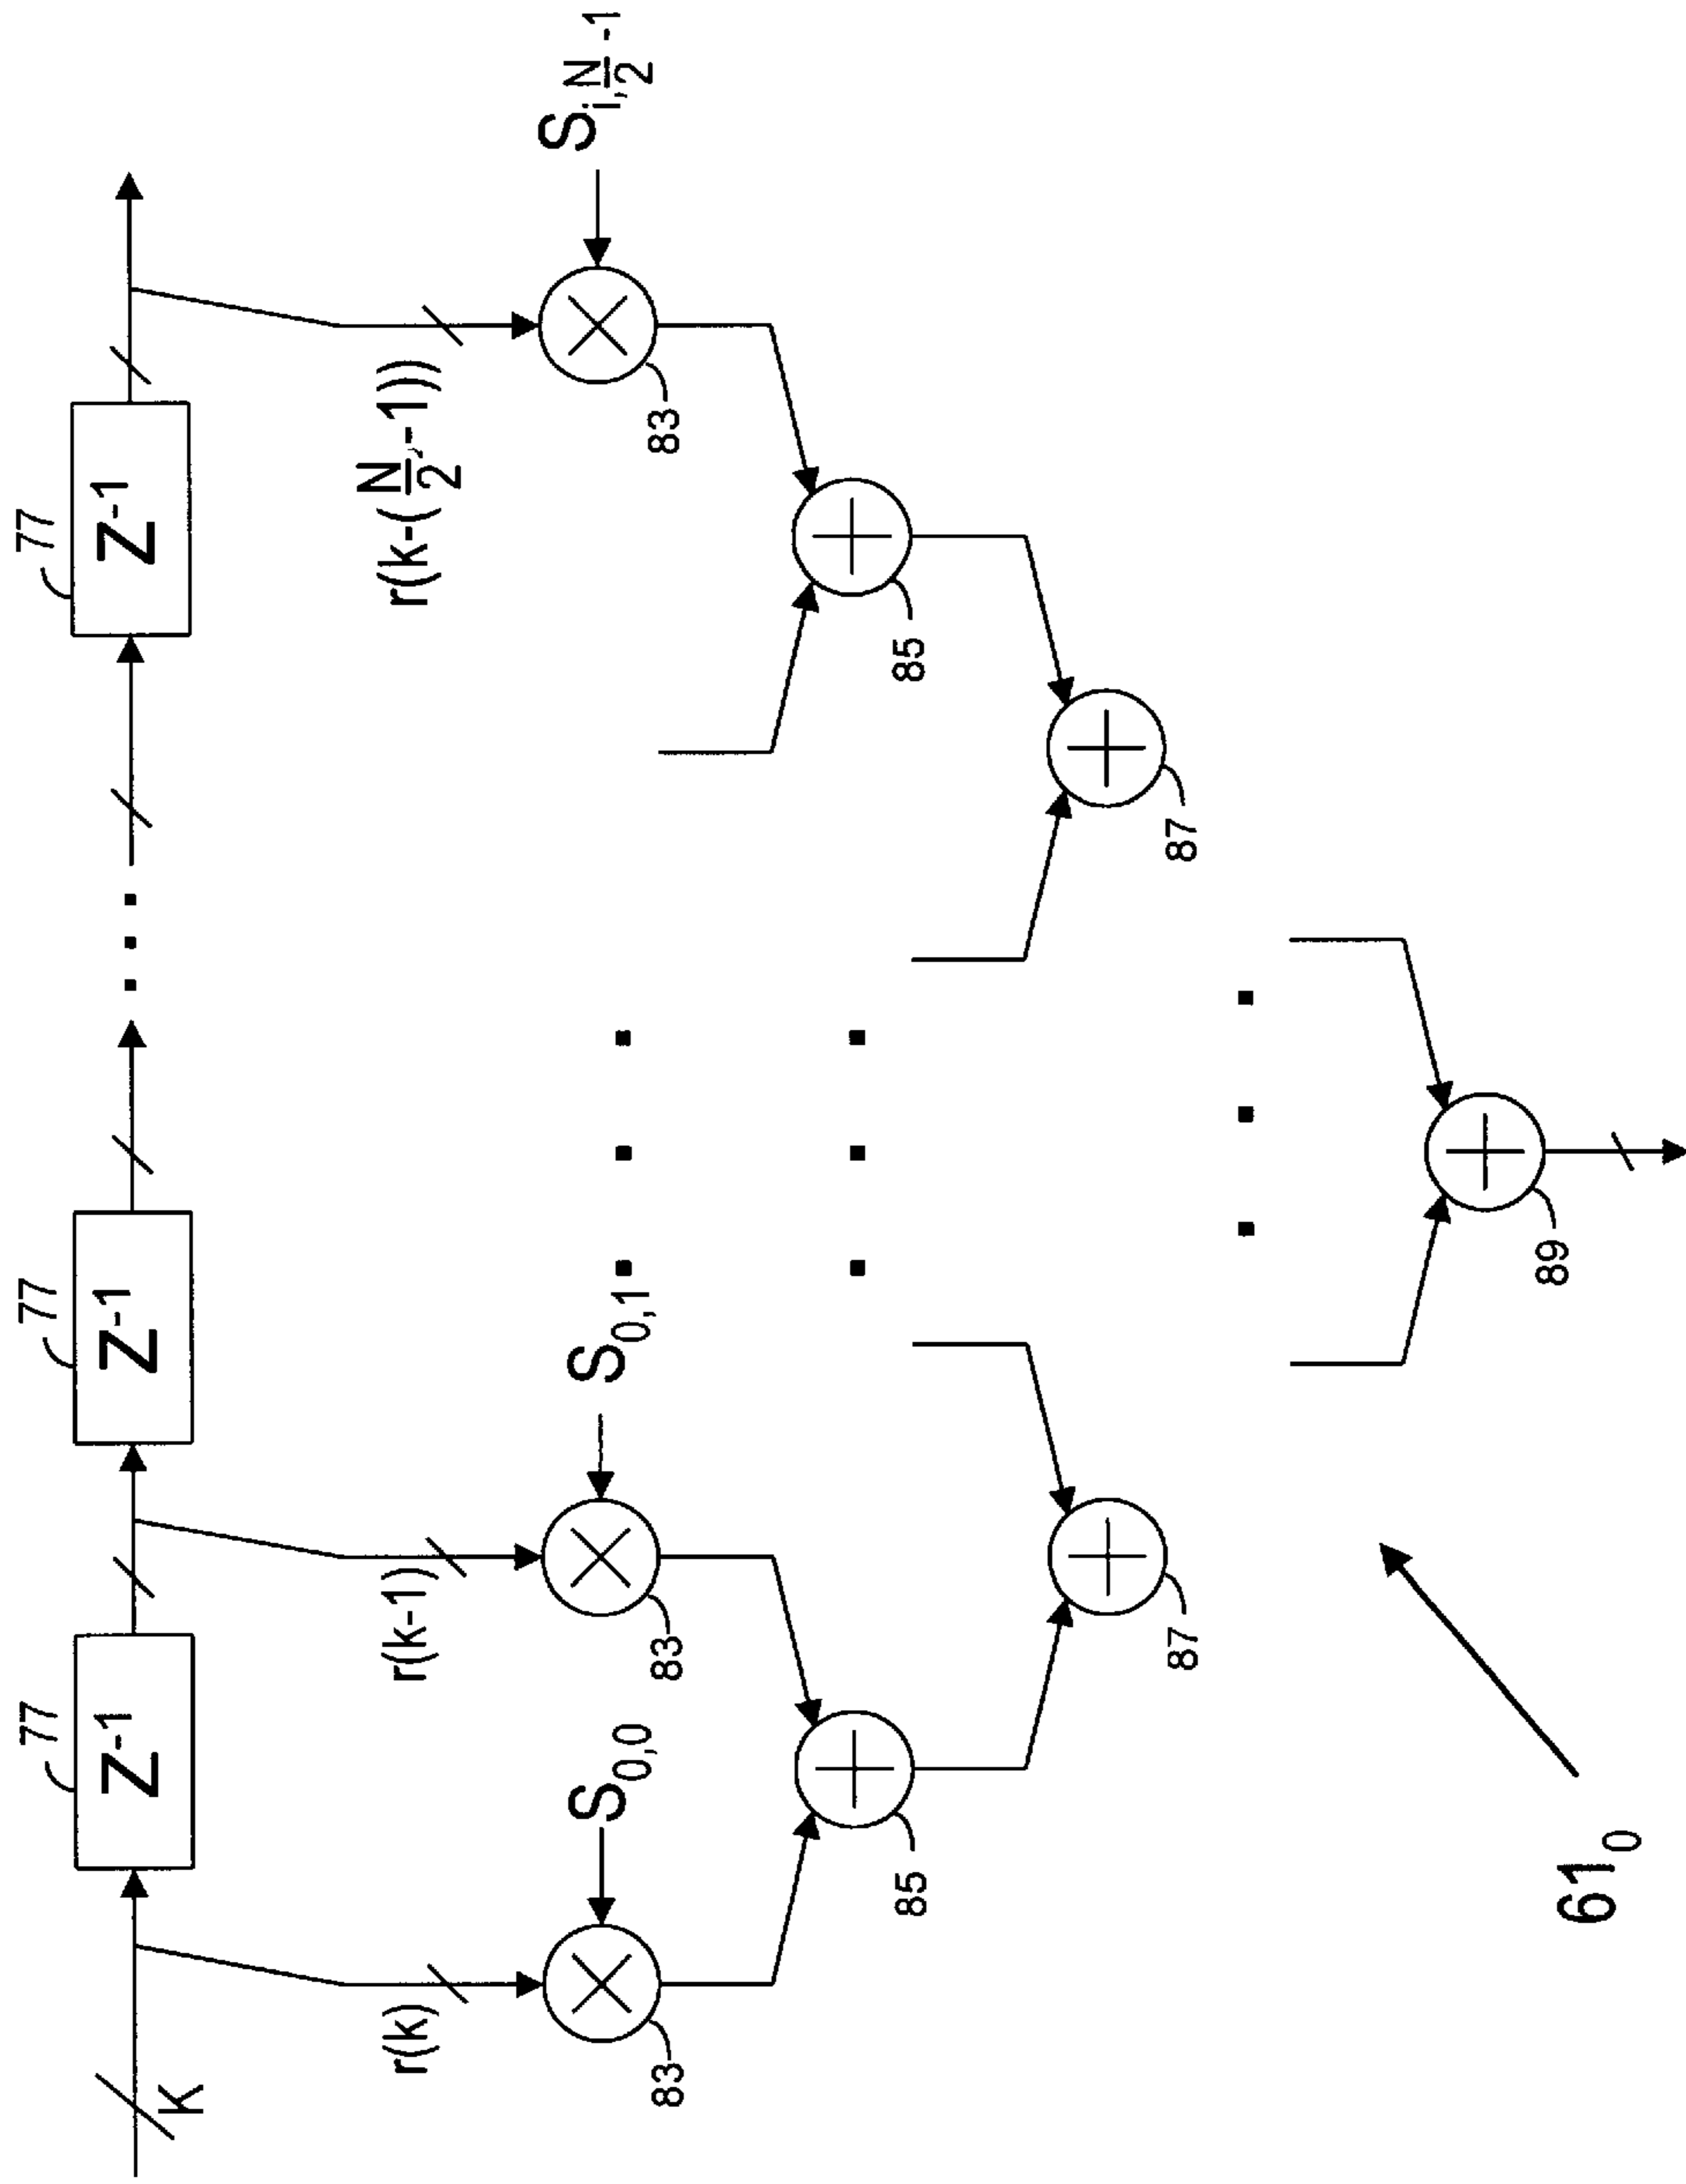 77
77
77
Z⁻¹
Z⁻¹
Z⁻¹
K
r(k)
r(k-1)
r(k-(N/2-1))
S₀,₀
S₀,₁
S_i,N/2-1
83
83
83
85
85
87
87
89
61₀